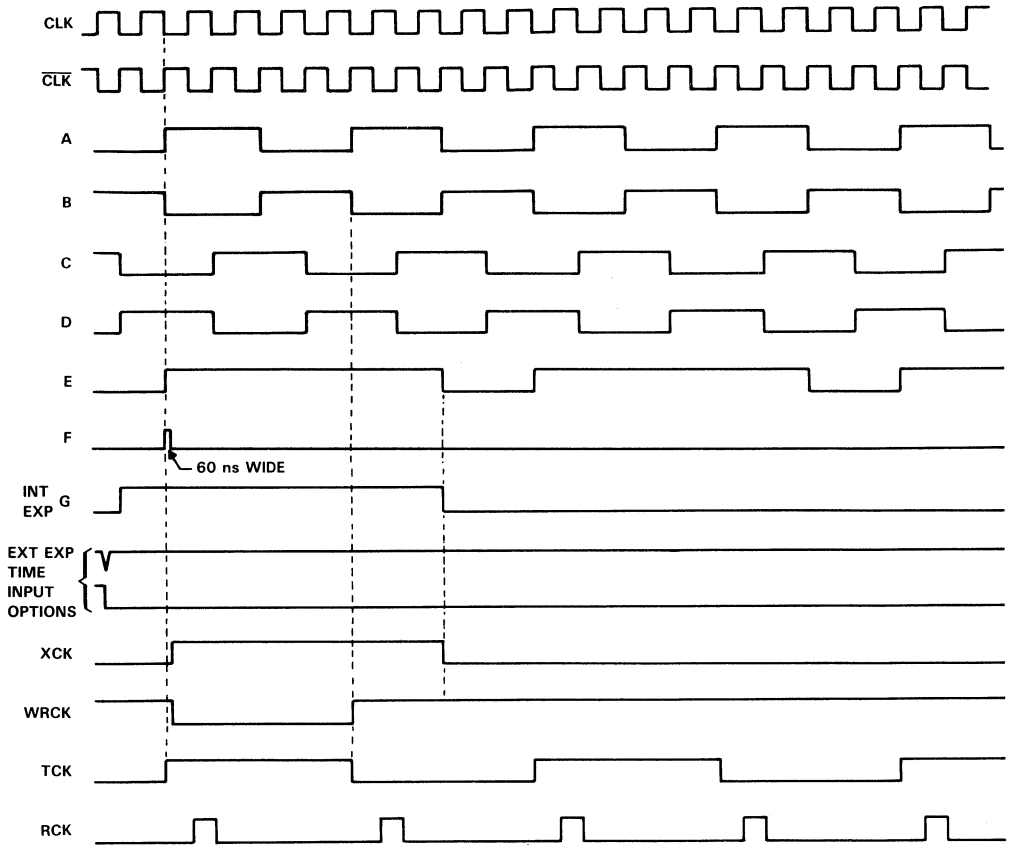 CLK
CLK
A
B
C
D
E
F
60 ns WIDE
INT
EXP G
EXT EXP
TIME
INPUT
OPTIONS
XCK
WRCK
TCK
RCK